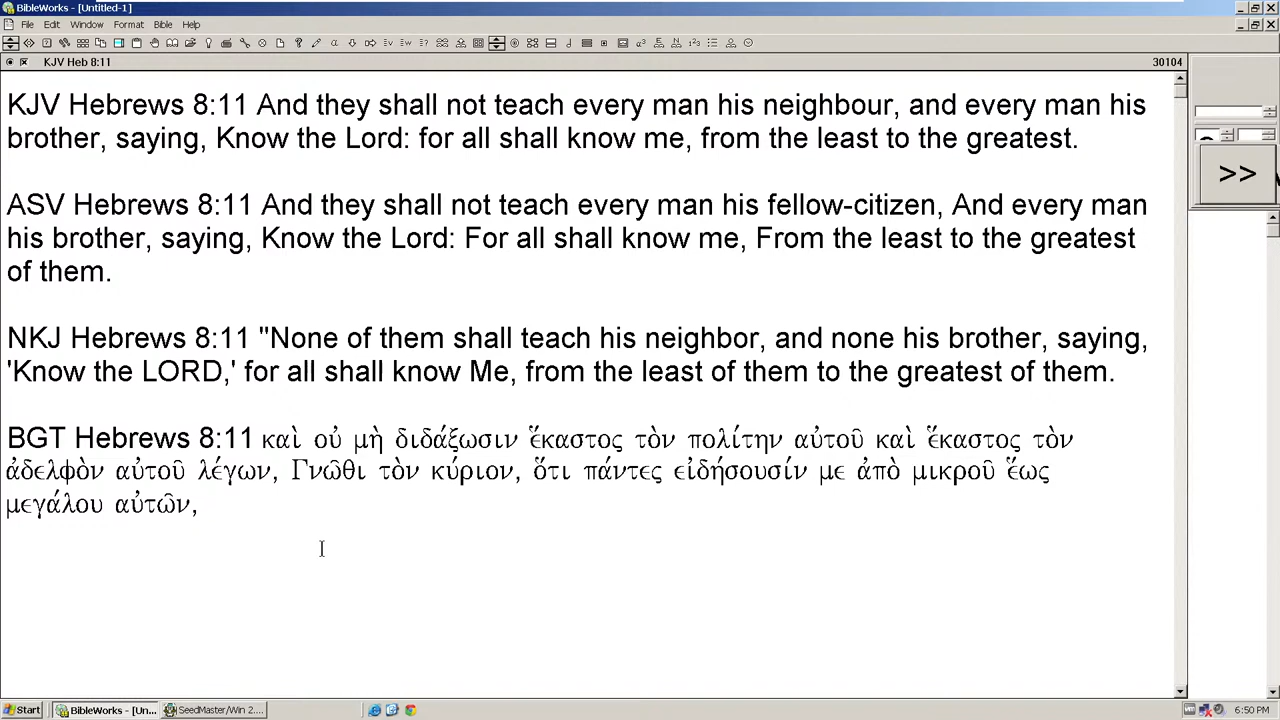 BibleWorks - [Untitled-1]
File Edit Window Format Bible Help
KJV Heb 8:11 30104
KJV Hebrews 8:11 And they shall not teach every man his neighbour, and every man his
brother, saying, Know the Lord: for all shall know me, from the least to the greatest.
ASV Hebrews 8:11 And they shall not teach every man his fellow-citizen, And every man
his brother, saying, Know the Lord: For all shall know me, From the least to the greatest
of them.
NKJ Hebrews 8:11 "None of them shall teach his neighbor, and none his brother, saying,
'Know the LORD,' for all shall know Me, from the least of them to the greatest of them.
BGT Hebrews 8:11 καὶ οὐ μὴ διδάξωσιν ἕκαστος τὸν πολίτην αὐτοῦ καὶ ἕκαστος τὸν
ἀδελφὸν αὐτοῦ λέγων, Γνῶθι τὸν κύριον, ὅτι πάντες εἰδήσουσίν με ἀπὸ μικροῦ ἕως
μεγάλου αὐτῶν,
>>
Start BibleWorks - [Un... SeedMaster/Win 2.... 6:50 PM